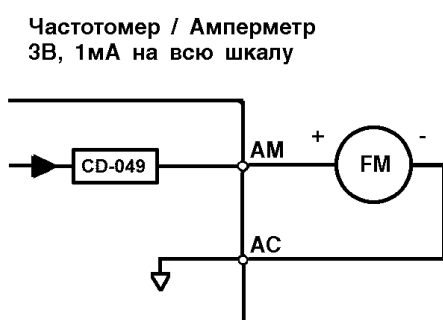 Частотомер / Амперметр
3В, 1мА на всю шкалу
AM
+ -
CD-049
FM
AC